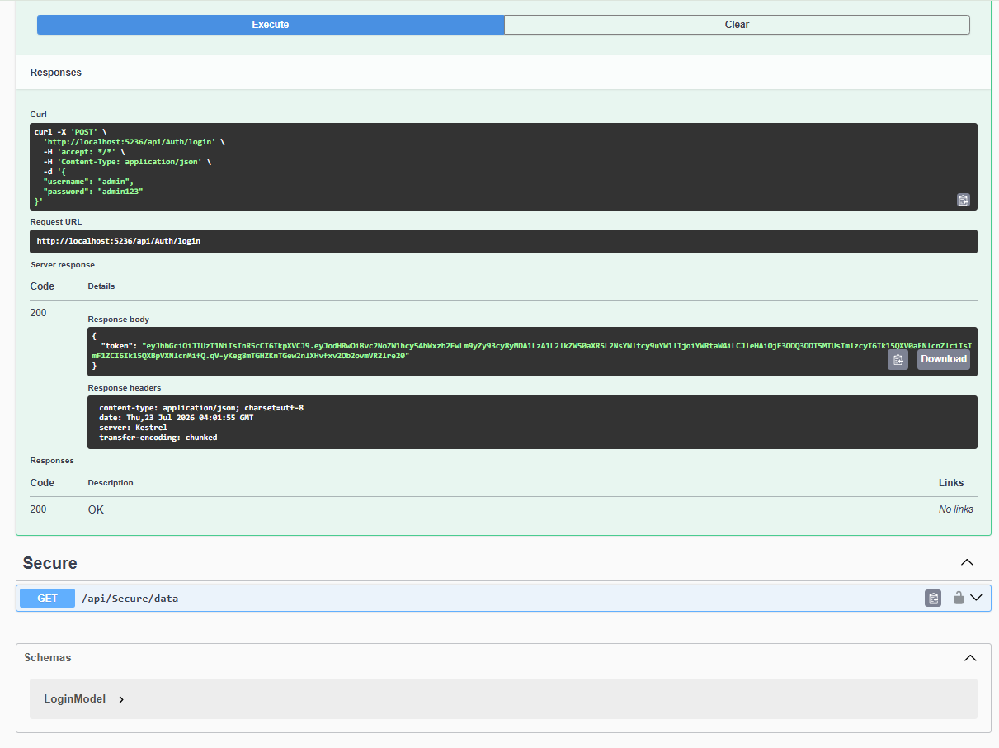 Execute
Clear
Responses
Curl
curl -X 'POST' \
'http://localhost:5236/api/Auth/login' \
-H 'accept: */*' \
-H 'Content-Type: application/json' \
-d '{
"username": "admin",
"password": "admin123"
}'
Request URL
http://localhost:5236/api/Auth/login
Server response
Code Details
200
Response body
{
"token":
}
Download
Response headers
content-type: application/json; charset=utf-8
date: Thu,23 Jul 2026 04:01:55 GMT
server: Kestrel
transfer-encoding: chunked
Responses
Code Description Links
200 OK No links
Secure
GET /api/Secure/data
Schemas
LoginModel